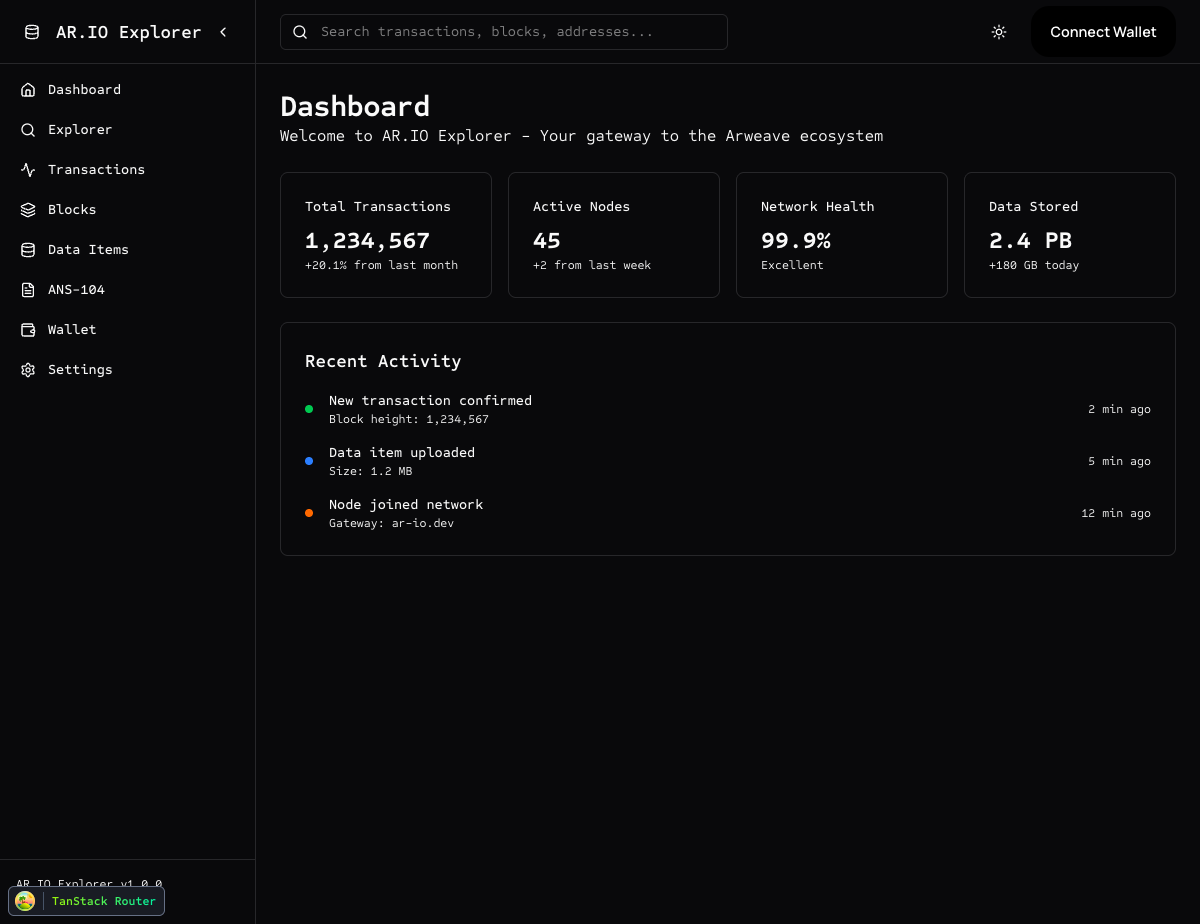 AR.IO Explorer
Search transactions, blocks, addresses...
Connect Wallet
Dashboard
Explorer
Transactions
Blocks
Data Items
ANS-104
Wallet
Settings
Dashboard
Welcome to AR.IO Explorer - Your gateway to the Arweave ecosystem
Total Transactions
1,234,567
+20.1% from last month
Active Nodes
45
+2 from last week
Network Health
99.9%
Excellent
Data Stored
2.4 PB
+180 GB today
Recent Activity
New transaction confirmed
Block height: 1,234,567
2 min ago
Data item uploaded
Size: 1.2 MB
5 min ago
Node joined network
Gateway: ar-io.dev
12 min ago
AR.IO Explorer v1.0.0
TanStack Router